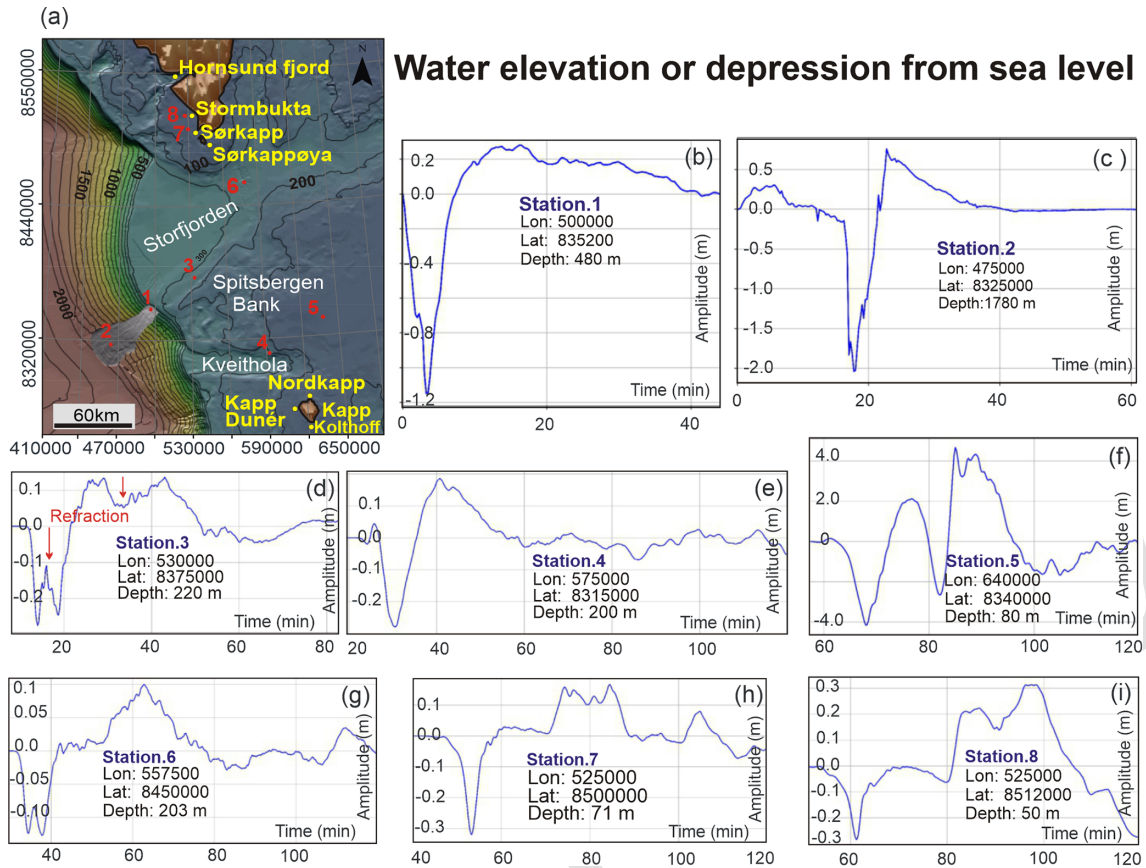 (a)
Water elevation or depression from sea level
N
Hornsund fjord
8
Stormbukta
7
Sørkapp
Sørkappøya
100
500
1000
1500
2000
200
6
Storfjorden
300
3
Spitsbergen
Bank
1
2
5
4
Kveithola
Nordkapp
Kapp
Dunér
Kapp
Kolthoff
60km
8550000
8440000
8320000
410000 470000 530000 590000 650000
(b)
0.2
0.0
-0.4
-0.8
-1.2
Station.1
Lon: 500000
Lat: 835200
Depth: 480 m
Amplitude (m)
Time (min)
0 20 40
(c)
0.5
0.0
-0.5
-1.0
-1.5
-2.0
Station.2
Lon: 475000
Lat: 8325000
Depth:1780 m
Amplitude (m)
Time (min)
0 20 40 60
(d)
0.1
0.0
-0.1
-0.2
Refraction
Station.3
Lon: 530000
Lat: 8375000
Depth: 220 m
Amplitude (m)
Time (min)
20 40 60 80
(e)
0.1
0.0
-0.1
-0.2
Station.4
Lon: 575000
Lat: 8315000
Depth: 200 m
Amplitude (m)
Time (min)
20 40 60 80 100
(f)
4.0
2.0
0
-4.0
Station.5
Lon: 640000
Lat: 8340000
Depth: 80 m
Amplitude (m)
Time (min)
60 80 100 120
(g)
0.1
0.05
0.0
-0.05
-0.10
Station.6
Lon: 557500
Lat: 8450000
Depth: 203 m
Amplitude (m)
Time (min)
40 60 80 100
(h)
0.1
0.0
-0.1
-0.2
-0.3
Station.7
Lon: 525000
Lat: 8500000
Depth: 71 m
Amplitude (m)
Time (min)
40 60 80 100 120
(i)
0.3
0.2
0.1
0.0
-0.1
-0.2
-0.3
Station.8
Lon: 525000
Lat: 8512000
Depth: 50 m
Amplitude (m)
Time (min)
60 80 100 120